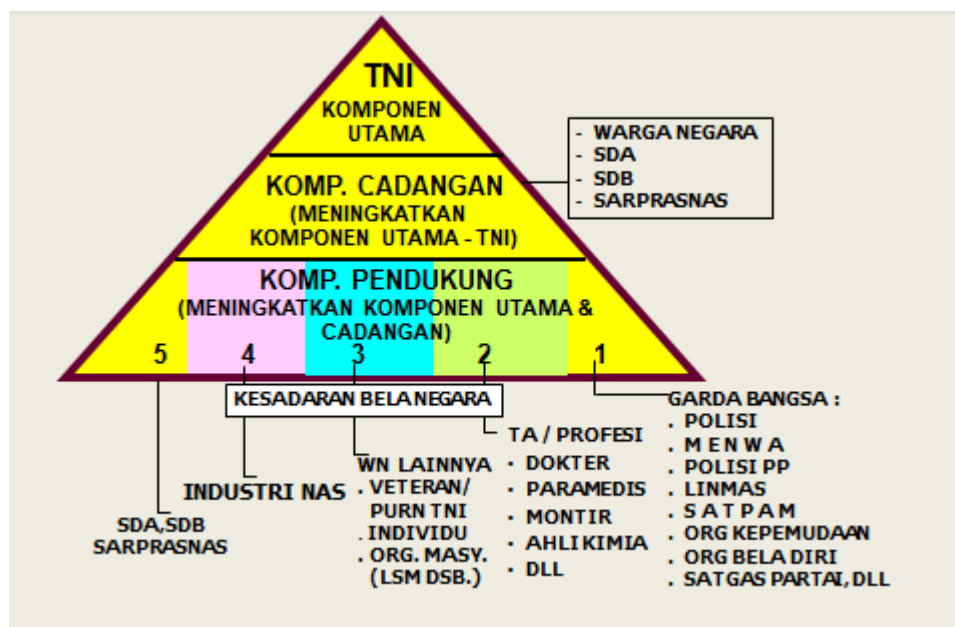 TNI
KOMPONEN
UTAMA
- WARGA NEGARA
- SDA
- SDB
- SARPRASNAS
KOMP. CADANGAN
(MENINGKATKAN
KOMPONEN UTAMA - TNI)
KOMP. PENDUKUNG
(MENINGKATKAN KOMPONEN UTAMA &
CADANGAN)
5 4 3 2 1
KESADARAN BELA NEGARA
SDA,SDB
SARPRASNAS
INDUSTRI NAS
WN LAINNYA
. VETERAN/
PURN TNI
. INDIVIDU
. ORG. MASY.
(LSM DSB.)
TA / PROFESI
· DOKTER
· PARAMEDIS
· MONTIR
· AHLI KIMIA
· DLL
GARDA BANGSA :
. POLISI
. M E N W A
. POLISI PP
. LINMAS
. S A T P A M
. ORG KEPEMUDAAN
. ORG BELA DIRI
. SATGAS PARTAI, DLL